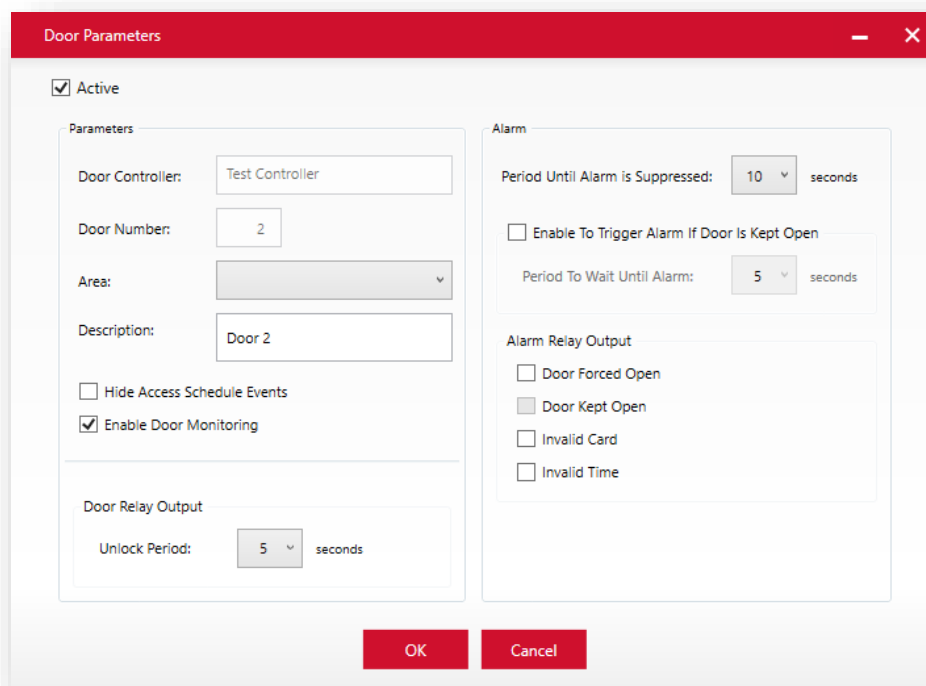 Door Parameters
Active
Parameters
Door Controller: Test Controller
Door Number: 2
Area:
Description: Door 2
Hide Access Schedule Events
Enable Door Monitoring
Door Relay Output
Unlock Period: 5 seconds
Alarm
Period Until Alarm is Suppressed: 10 seconds
Enable To Trigger Alarm If Door Is Kept Open
Period To Wait Until Alarm: 5 seconds
Alarm Relay Output
Door Forced Open
Door Kept Open
Invalid Card
Invalid Time
OK
Cancel